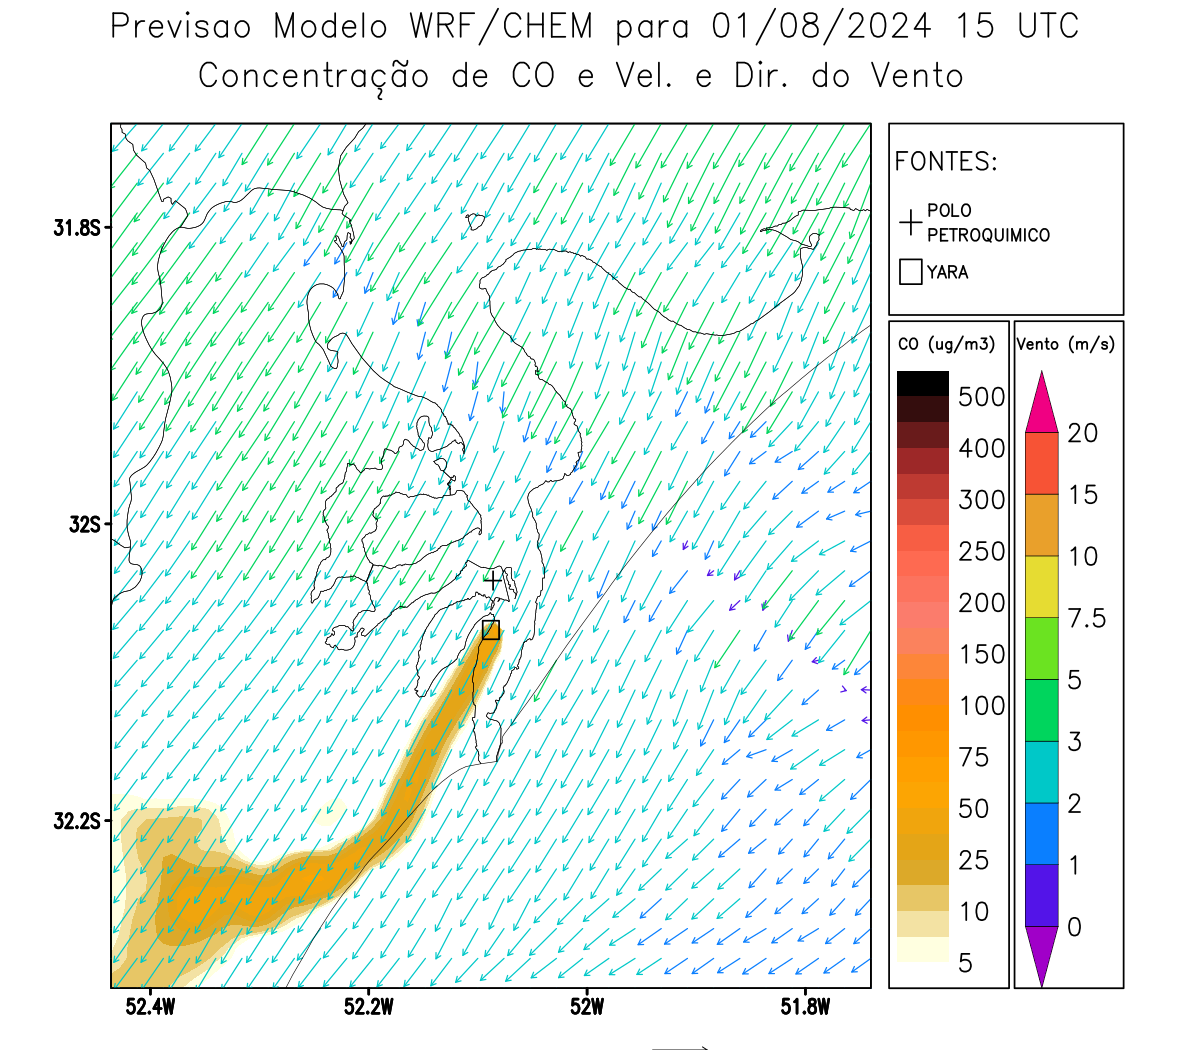 Previsao Modelo WRF/CHEM para 01/08/2024 15 UTC
Concentração de CO e Vel. e Dir. do Vento
FONTES:
POLO
PETROQUIMICO
YARA
CO (ug/m3)
500
400
300
250
200
150
100
75
50
25
10
5
Vento (m/s)
20
15
10
7.5
5
3
2
1
0
31.8S
32S
32.2S
52.4W
52.2W
52W
51.8W